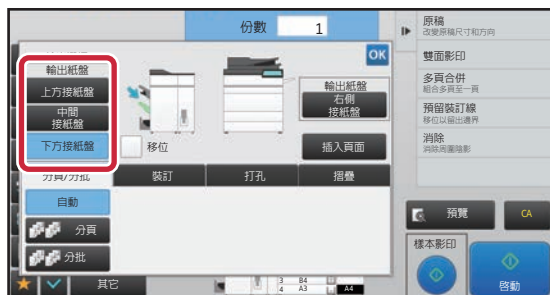 份數 1
原稿
改變原稿尺寸和方向
OK
雙面影印
輸出紙盤
上方接紙盤
中間
接紙盤
下方接紙盤
移位
輸出紙盤
右側
接紙盤
插入頁面
多頁合併
組合多頁至一頁
預留裝訂線
移位以留出邊界
消除
消除周圍陰影
分頁/分批
裝訂
打孔
摺疊
自動
分頁
分批
預覽
CA
樣本影印
啓動
其它
3 B4
4 A3
A4